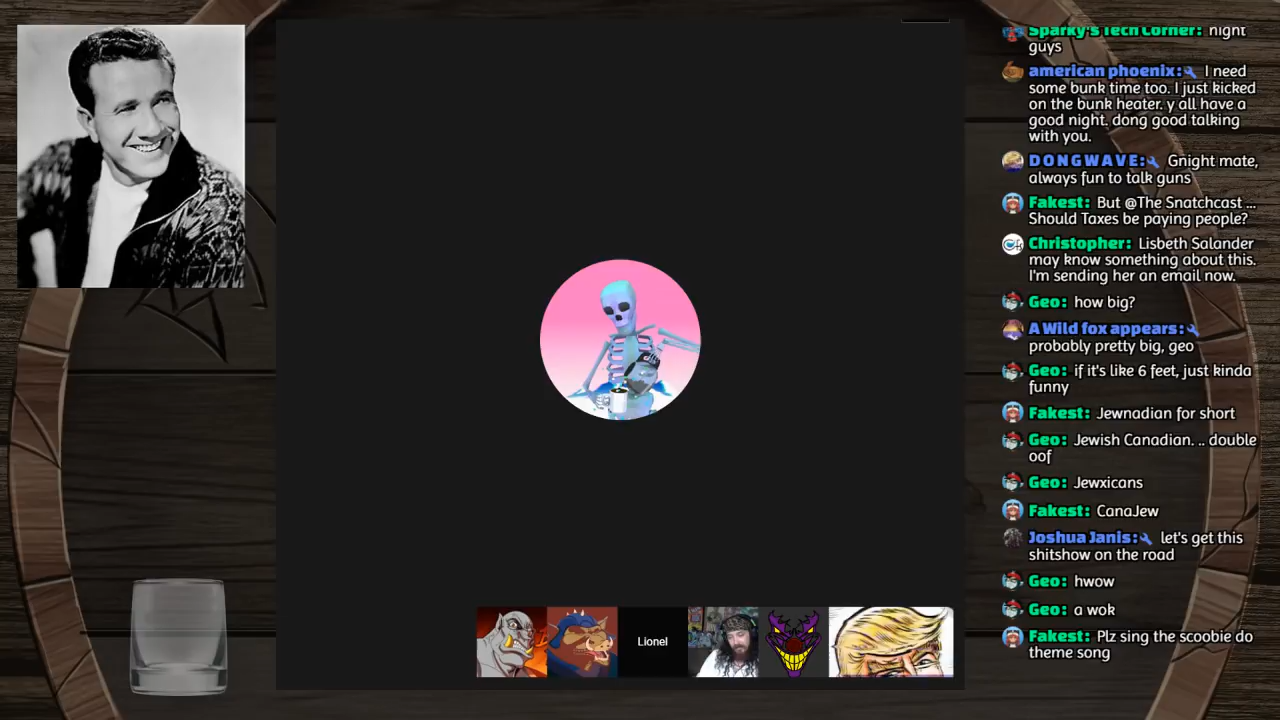 Sparky's Tech Corner: night
guys
american phoenix: I need
some bunk time too. I just kicked
on the bunk heater. y all have a
good night. dong good talking
with you.
DONGWAVE: Gnight mate,
always fun to talk guns
Fakest: But @The Snatchcast ...
Should Taxes be paying people?
Christopher: Lisbeth Salander
may know something about this.
I'm sending her an email now.
Geo: how big?
A Wild fox appears:
probably pretty big, geo
Geo: if it's like 6 feet, just kinda
funny
Fakest: Jewnadian for short
Geo: Jewish Canadian. .. double
oof
Geo: Jewxicans
Fakest: CanaJew
Joshua Janis: let's get this
shitshow on the road
Geo: hwow
Geo: a wok
Fakest: Plz sing the scoobie do
theme song
Lionel